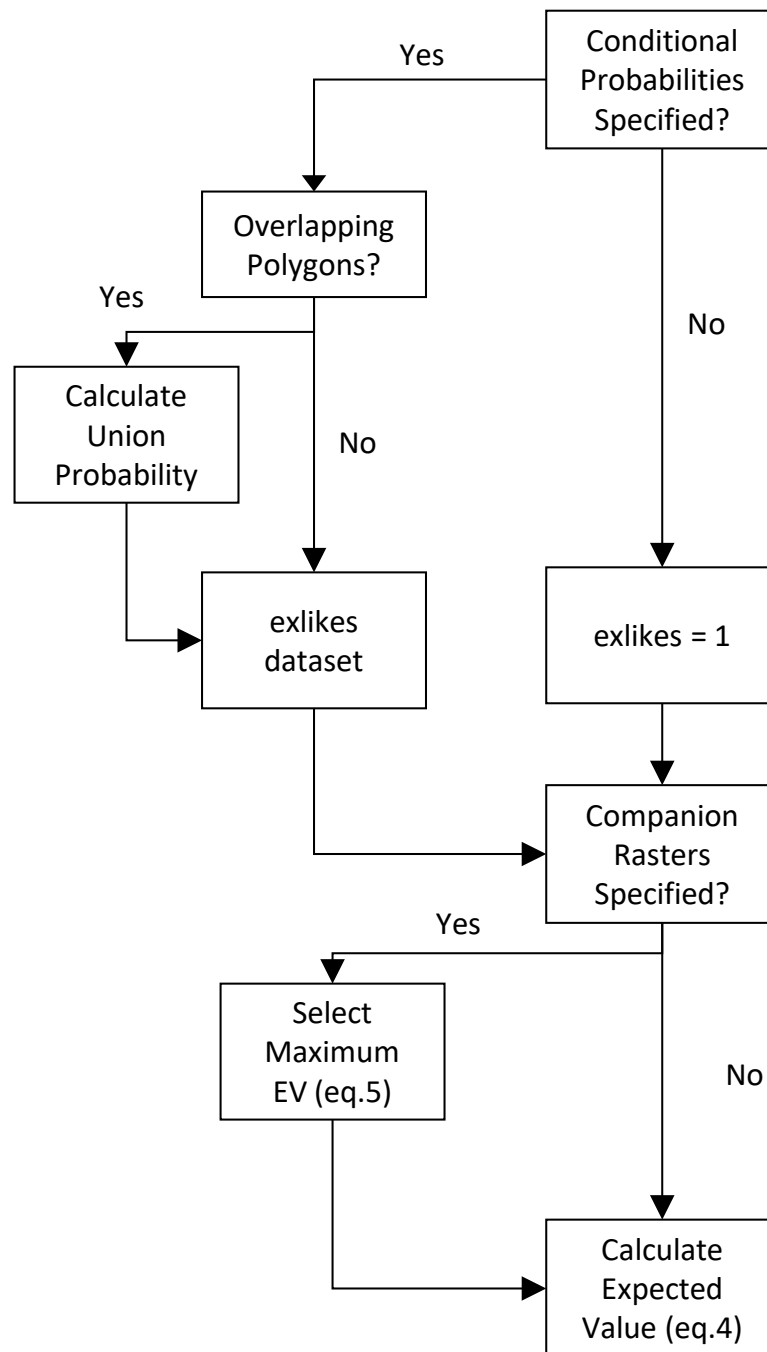 Conditional
Probabilities
Specified?
Yes
Overlapping
Polygons?
Yes
No
Calculate
Union
Probability
No
exlikes
dataset
exlikes = 1
Companion
Rasters
Specified?
Yes
Select
Maximum
EV (eq.5)
No
Calculate
Expected
Value (eq.4)